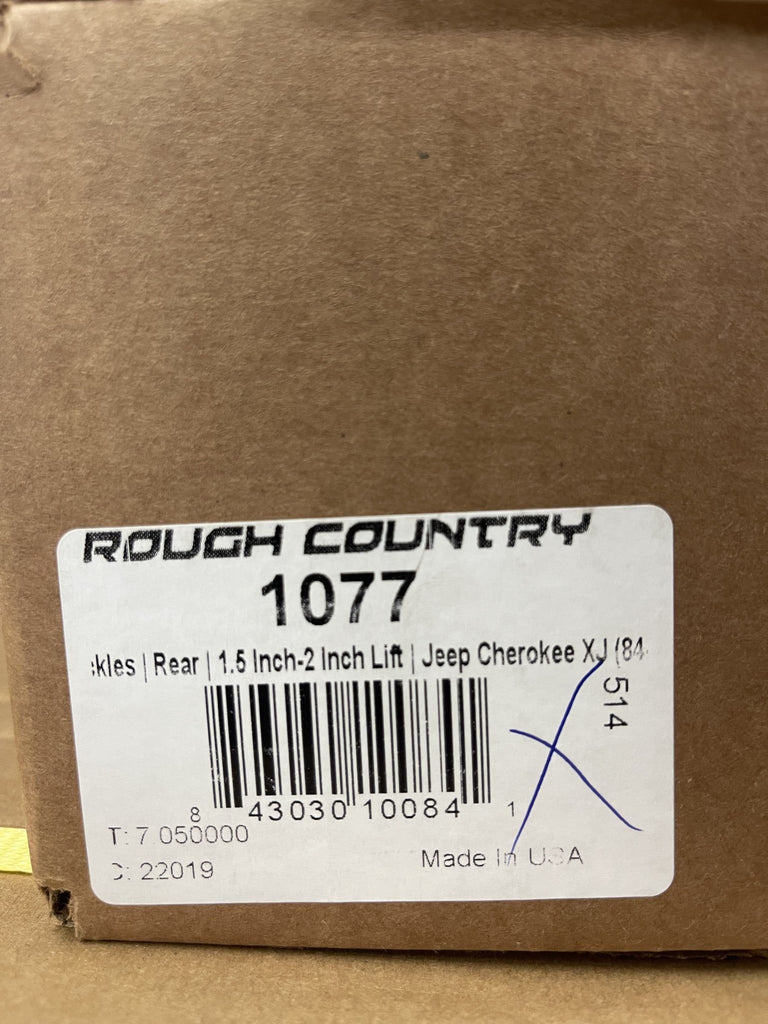 ROUGH COUNTRY
1077
ckles | Rear | 1.5 Inch-2 Inch Lift | Jeep Cherokee XJ (84-
514
8 43030 10084 1
T: 7.050000
C: 22019
Made In USA